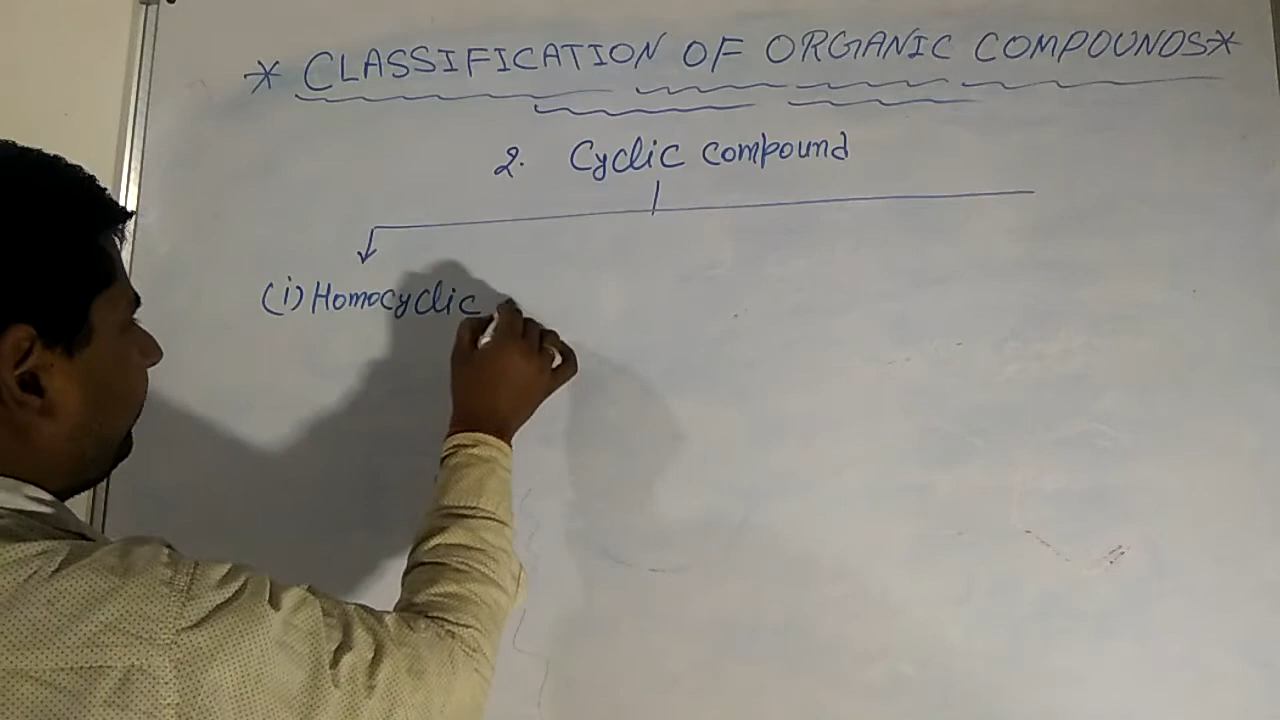 * CLASSIFICATION OF ORGANIC COMPOUNDS *
2. Cyclic compound
(i) Homocyclic